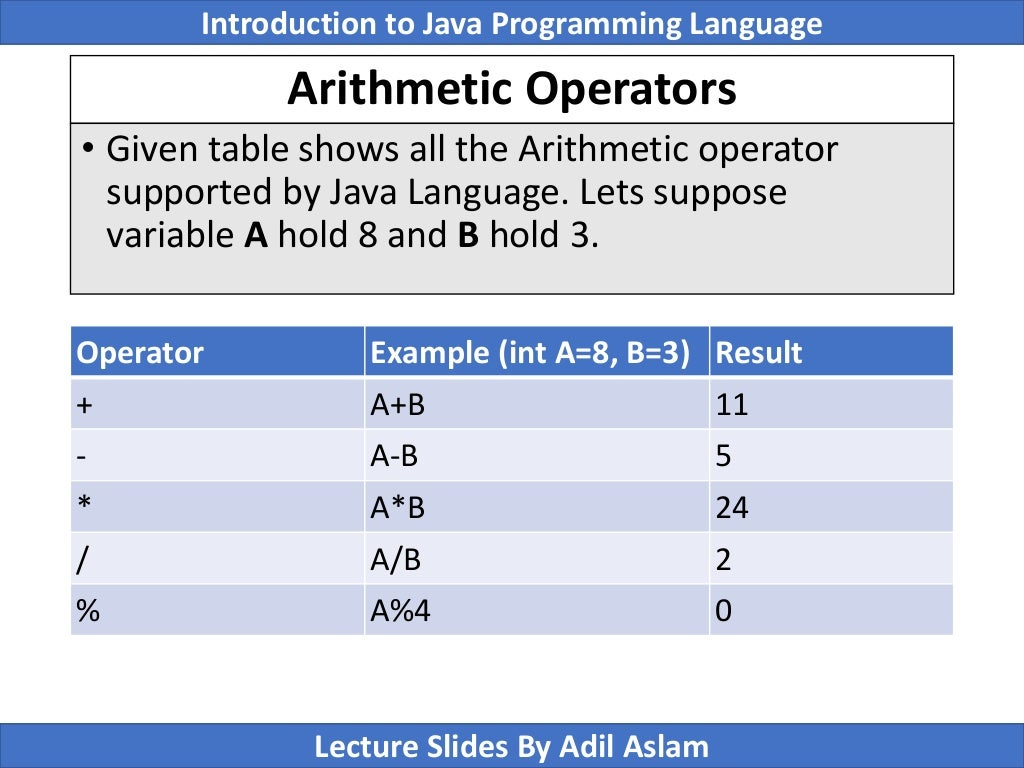 Introduction to Java Programming Language
Arithmetic Operators
• Given table shows all the Arithmetic operator
supported by Java Language. Lets suppose
variable A hold 8 and B hold 3.
Operator Example (int A=8, B=3) Result
+ A+B 11
- A-B 5
* A*B 24
/ A/B 2
% A%4 0
Lecture Slides By Adil Aslam